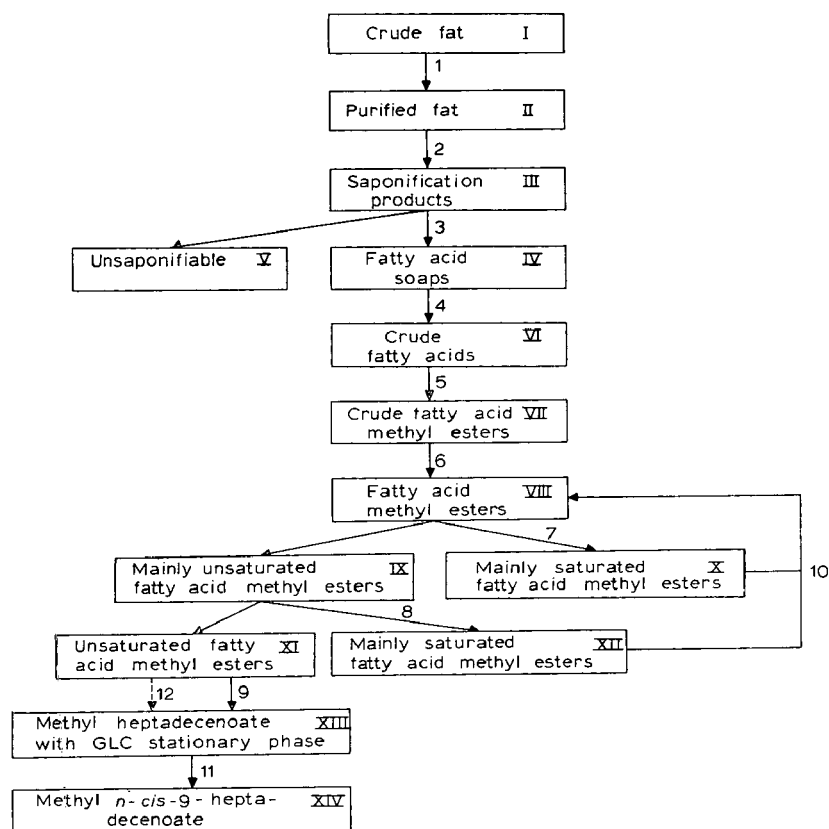 Crude fat I
1
Purified fat II
2
Saponification III
products
3
Unsaponifiable V
Fatty acid IV
soaps
4
Crude VI
fatty acids
5
Crude fatty acid VII
methyl esters
6
Fatty acid VIII
methyl esters
7
Mainly unsaturated IX
fatty acid methyl esters
Mainly saturated X
fatty acid methyl esters
10
8
Unsaturated fatty XI
acid methyl esters
Mainly saturated XII
fatty acid methyl esters
12 9
Methyl heptadecenoate XIII
with GLC stationary phase
11
Methyl n-cis-9-hepta- XIV
decenoate